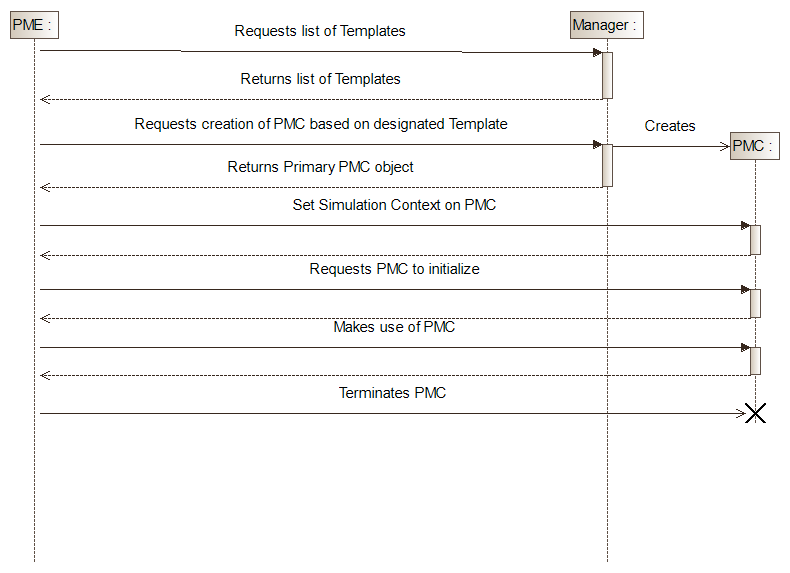 PME :
Manager :
Requests list of Templates
Returns list of Templates
Requests creation of PMC based on designated Template
Creates
PMC :
Returns Primary PMC object
Set Simulation Context on PMC
Requests PMC to initialize
Makes use of PMC
Terminates PMC